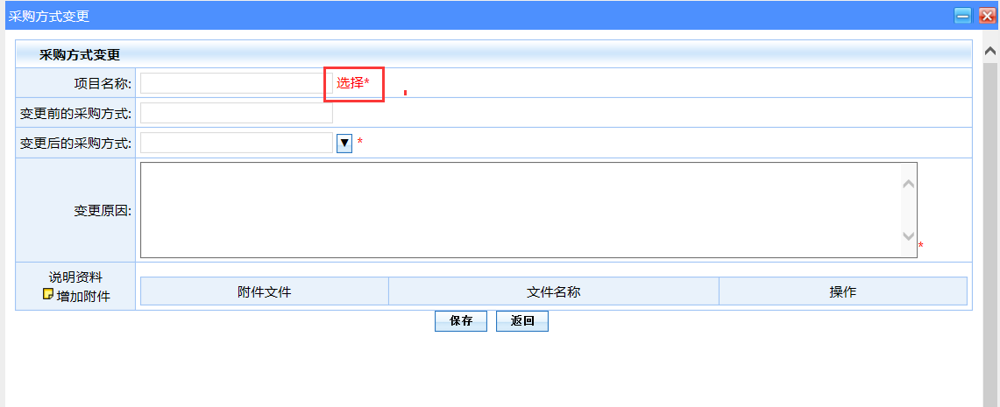 采购方式变更
采购方式变更
项目名称: 选择*
变更前的采购方式:
变更后的采购方式: ▼ *
变更原因: *
说明资料
增加附件
附件文件 文件名称 操作
保存 返回